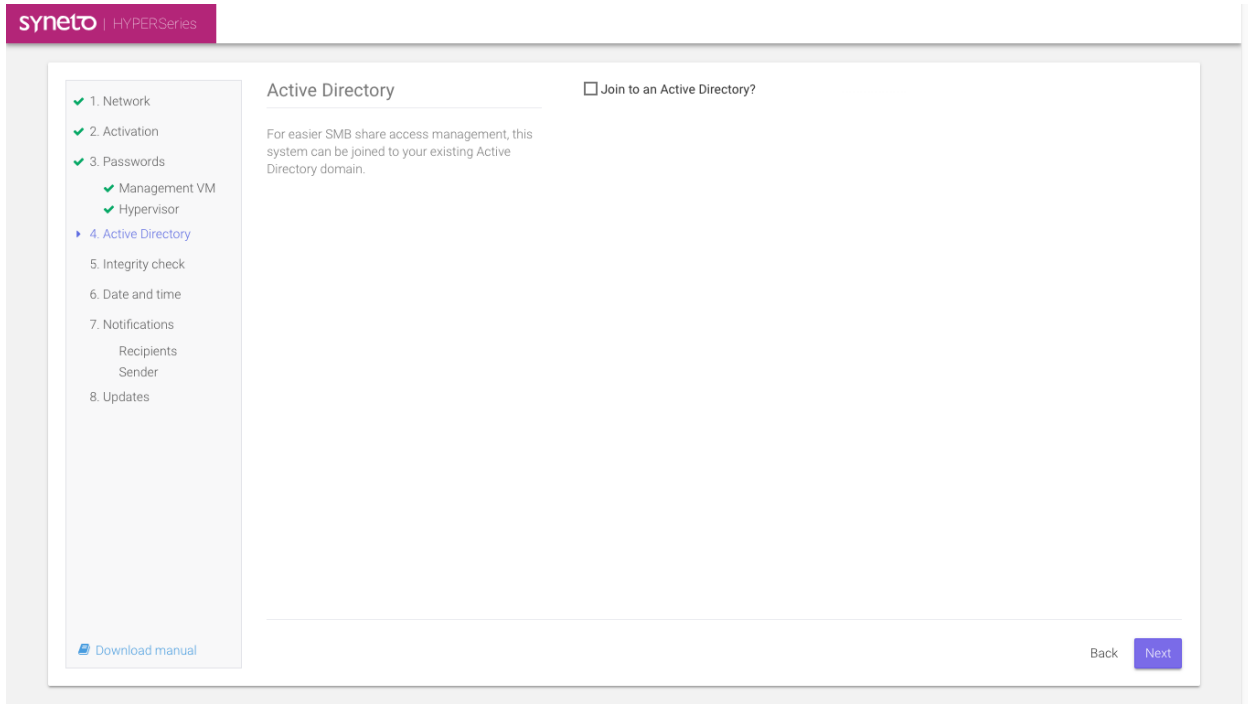 syneto | HYPERSeries
1. Network
2. Activation
3. Passwords
Management VM
Hypervisor
4. Active Directory
5. Integrity check
6. Date and time
7. Notifications
Recipients
Sender
8. Updates
Download manual
Active Directory
For easier SMB share access management, this
system can be joined to your existing Active
Directory domain.
Join to an Active Directory?
Back
Next